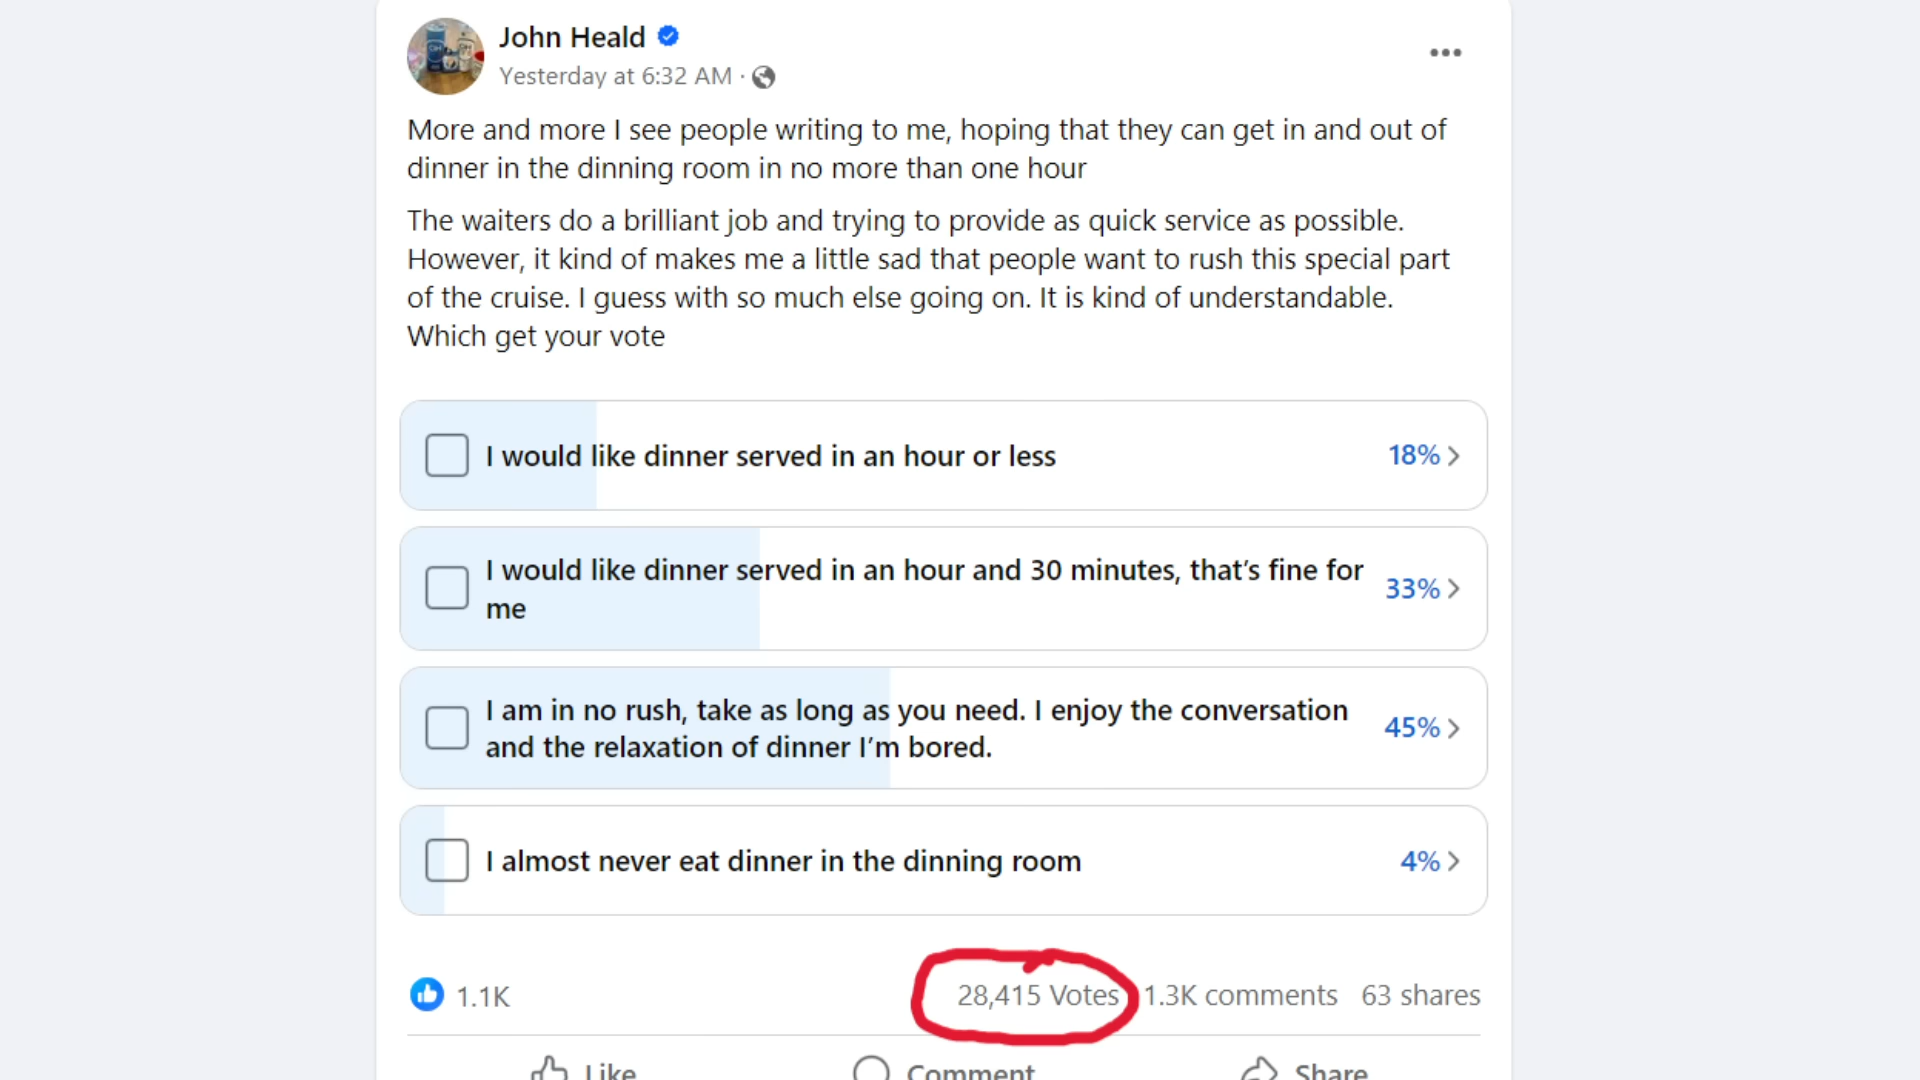 John Heald
Yesterday at 6:32 AM ·
More and more I see people writing to me, hoping that they can get in and out of
dinner in the dinning room in no more than one hour
The waiters do a brilliant job and trying to provide as quick service as possible.
However, it kind of makes me a little sad that people want to rush this special part
of the cruise. I guess with so much else going on. It is kind of understandable.
Which get your vote
I would like dinner served in an hour or less 18%
I would like dinner served in an hour and 30 minutes, that’s fine for
me
33%
I am in no rush, take as long as you need. I enjoy the conversation
and the relaxation of dinner I’m bored.
45%
I almost never eat dinner in the dinning room 4%
1.1K 28,415 Votes 1.3K comments 63 shares
Like Comment Share